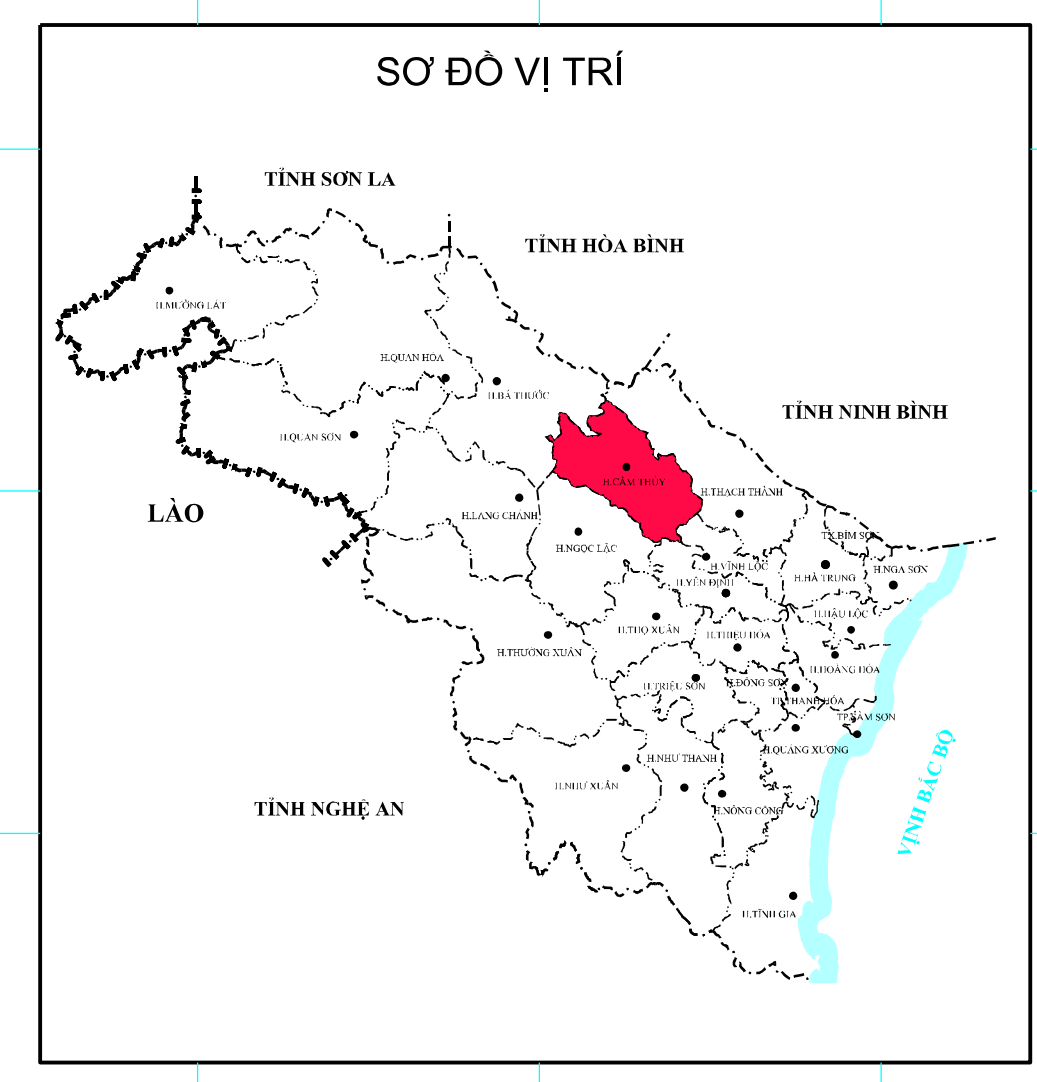 SƠ ĐỒ VỊ TRÍ
TỈNH SƠN LA
TỈNH HÒA BÌNH
H.MƯỜNG LÁT
H.QUAN HÓA
H.BÁ THƯỚC
TỈNH NINH BÌNH
H.QUAN SƠN
H.CẨM THỦY
H.THẠCH THÀNH
LÀO
H.LANG CHÁNH
TX.BỈM SƠN
H.NGỌC LẶC
H.VĨNH LỘC
H.NGA SƠN
H.HÀ TRUNG
H.YÊN ĐỊNH
H.HẬU LỘC
H.THỌ XUÂN
H.THIỆU HÓA
H.THƯỜNG XUÂN
H.HOẰNG HÓA
H.TRIỆU SƠN
H.ĐÔNG SƠN
TP.THANH HÓA
TP.SẦM SƠN
H.QUẢNG XƯƠNG
H.NHƯ THANH
H.NHƯ XUÂN
VỊNH BẮC BỘ
TỈNH NGHỆ AN
H.NÔNG CỐNG
H.TĨNH GIA